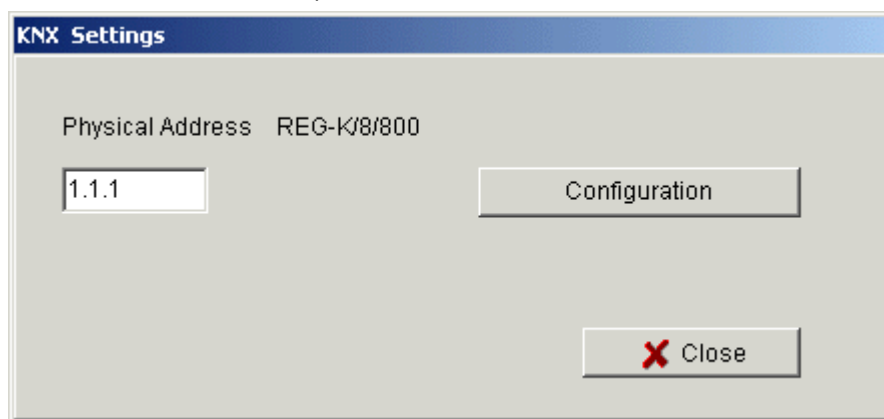 KNX Settings
Physical Address REG-K/8/800
1.1.1
Configuration
Close